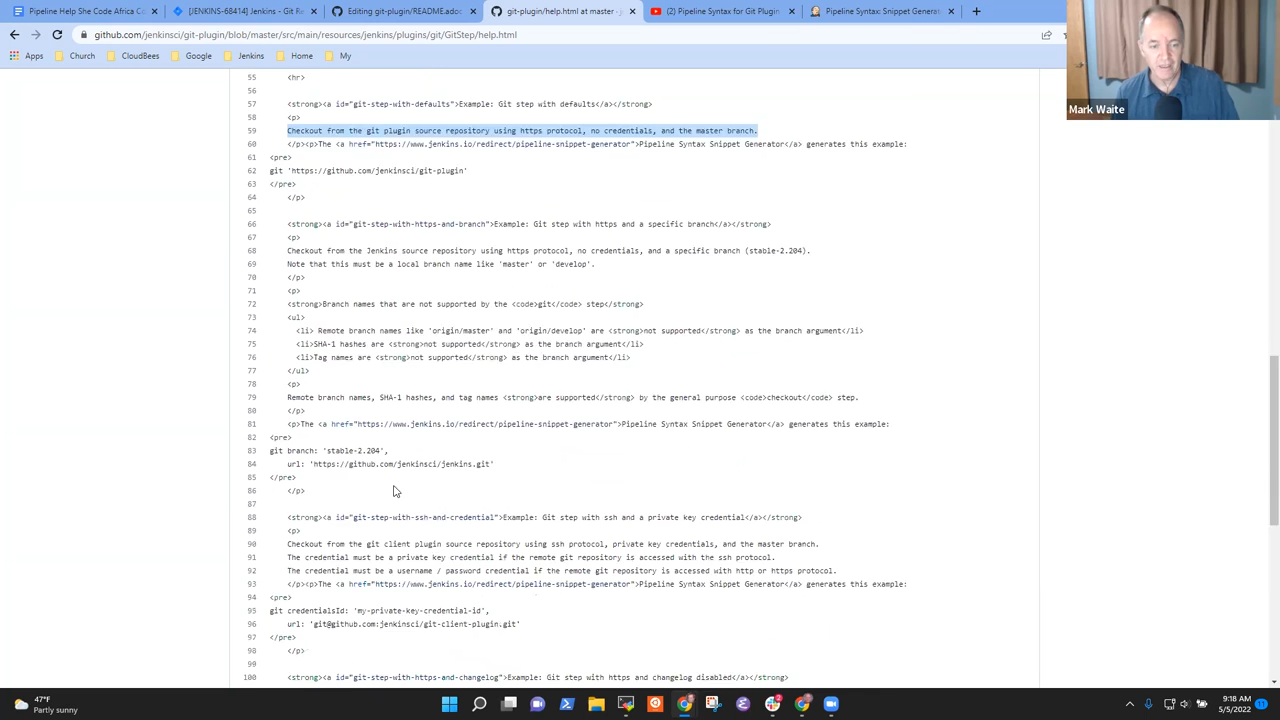 Pipeline Help She Code Africa Co
[JENKINS-68414] Jenkins - Git Re
Editing git-plugin/README.adoc
git-plugin/help.html at master ·
(2) Pipeline Syntax for Git Plugin
Pipeline Syntax: Snippet Generat
github.com/jenkinsci/git-plugin/blob/master/src/main/resources/jenkins/plugins/git/GitStep/help.html
Apps
Church
CloudBees
Google
Jenkins
Home
My
Mark Waite
55 <hr>
56
57 <strong><a id="git-step-with-defaults">Example: Git step with defaults</a></strong>
58 <p>
59 Checkout from the git plugin source repository using https protocol, no credentials, and the master branch.
60 </p><p>The <a href="https://www.jenkins.io/redirect/pipeline-snippet-generator">Pipeline Syntax Snippet Generator</a> generates this example:
61 <pre>
62 git 'https://github.com/jenkinsci/git-plugin'
63 </pre>
64 </p>
65
66 <strong><a id="git-step-with-https-and-branch">Example: Git step with https and a specific branch</a></strong>
67 <p>
68 Checkout from the Jenkins source repository using https protocol, no credentials, and a specific branch (stable-2.204).
69 Note that this must be a local branch name like 'master' or 'develop'.
70 </p>
71 <p>
72 <strong>Branch names that are not supported by the <code>git</code> step</strong>
73 <ul>
74 <li> Remote branch names like 'origin/master' and 'origin/develop' are <strong>not supported</strong> as the branch argument</li>
75 <li>SHA-1 hashes are <strong>not supported</strong> as the branch argument</li>
76 <li>Tag names are <strong>not supported</strong> as the branch argument</li>
77 </ul>
78 <p>
79 Remote branch names, SHA-1 hashes, and tag names <strong>are supported</strong> by the general purpose <code>checkout</code> step.
80 </p>
81 <p>The <a href="https://www.jenkins.io/redirect/pipeline-snippet-generator">Pipeline Syntax Snippet Generator</a> generates this example:
82 <pre>
83 git branch: 'stable-2.204',
84 url: 'https://github.com/jenkinsci/jenkins.git'
85 </pre>
86 </p>
87
88 <strong><a id="git-step-with-ssh-and-credential">Example: Git step with ssh and a private key credential</a></strong>
89 <p>
90 Checkout from the git client plugin source repository using ssh protocol, private key credentials, and the master branch.
91 The credential must be a private key credential if the remote git repository is accessed with the ssh protocol.
92 The credential must be a username / password credential if the remote git repository is accessed with http or https protocol.
93 </p><p>The <a href="https://www.jenkins.io/redirect/pipeline-snippet-generator">Pipeline Syntax Snippet Generator</a> generates this example:
94 <pre>
95 git credentialsId: 'my-private-key-credential-id',
96 url: 'git@github.com:jenkinsci/git-client-plugin.git'
97 </pre>
98 </p>
99
100 <strong><a id="git-step-with-https-and-changelog">Example: Git step with https and changelog disabled</a></strong>
47°F
Partly sunny
9:18 AM
5/5/2022